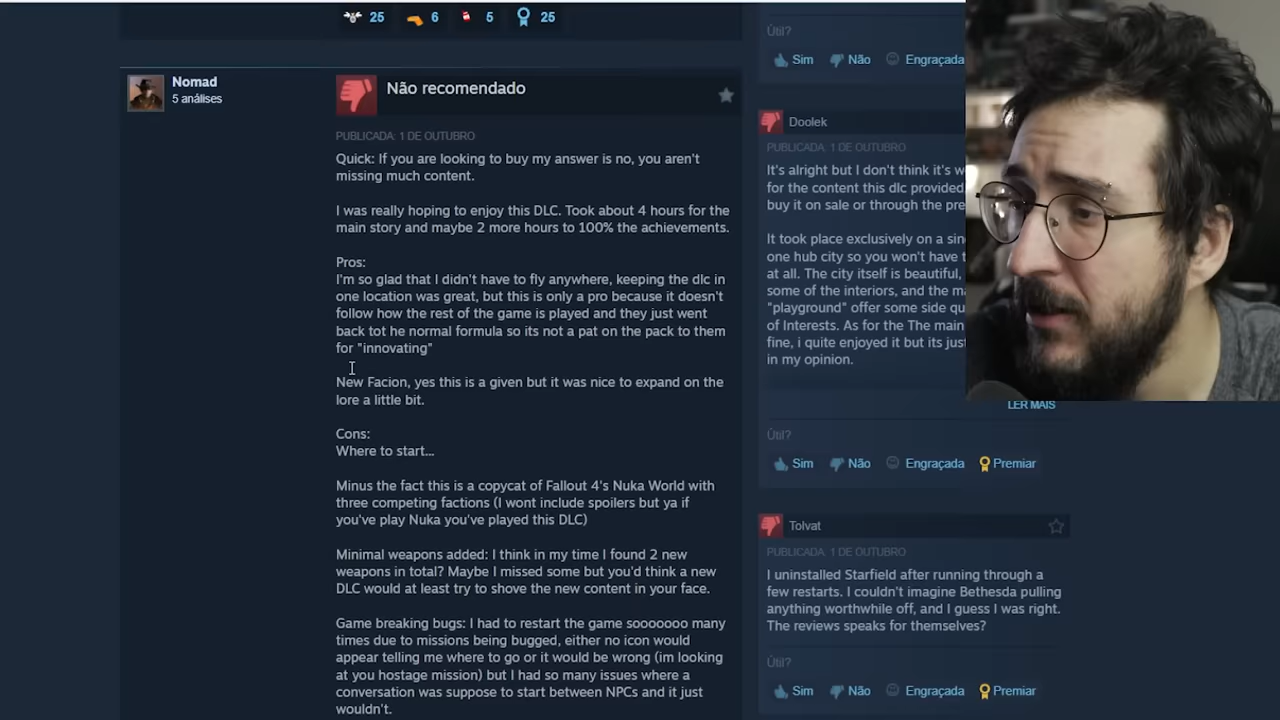 25 6 5 25
Nomad
5 análises
Não recomendado
PUBLICADA: 1 DE OUTUBRO
Quick: If you are looking to buy my answer is no, you aren't
missing much content.
I was really hoping to enjoy this DLC. Took about 4 hours for the
main story and maybe 2 more hours to 100% the achievements.
Pros:
I'm so glad that I didn't have to fly anywhere, keeping the dlc in
one location was great, but this is only a pro because it doesn't
follow how the rest of the game is played and they just went
back tot he normal formula so its not a pat on the pack to them
for "innovating"
New Facion, yes this is a given but it was nice to expand on the
lore a little bit.
Cons:
Where to start...
Minus the fact this is a copycat of Fallout 4's Nuka World with
three competing factions (I wont include spoilers but ya if
you've play Nuka you've played this DLC)
Minimal weapons added: I think in my time I found 2 new
weapons in total? Maybe I missed some but you'd think a new
DLC would at least try to shove the new content in your face.
Game breaking bugs: I had to restart the game sooooooo many
times due to missions being bugged, either no icon would
appear telling me where to go or it would be wrong (im looking
at you hostage mission) but I had so many issues where a
conversation was suppose to start between NPCs and it just
wouldn't.
Útil?
Sim Não Engraçada
Doolek
PUBLICADA: 1 DE OUTUBRO
It's alright but I don't think it's
for the content this dlc provided
buy it on sale or through the
It took place exclusively on a
one hub city so you won't have
at all. The city itself is beautiful,
some of the interiors, and the
"playground" offer some side
of Interests. As for the The main
fine, i quite enjoyed it but its
in my opinion.
LER MAIS
Útil?
Sim Não Engraçada Premiar
Tolvat
PUBLICADA: 1 DE OUTUBRO
I uninstalled Starfield after running through a
few restarts. I couldn't imagine Bethesda pulling
anything worthwhile off, and I guess I was right.
The reviews speaks for themselves?
Útil?
Sim Não Engraçada Premiar